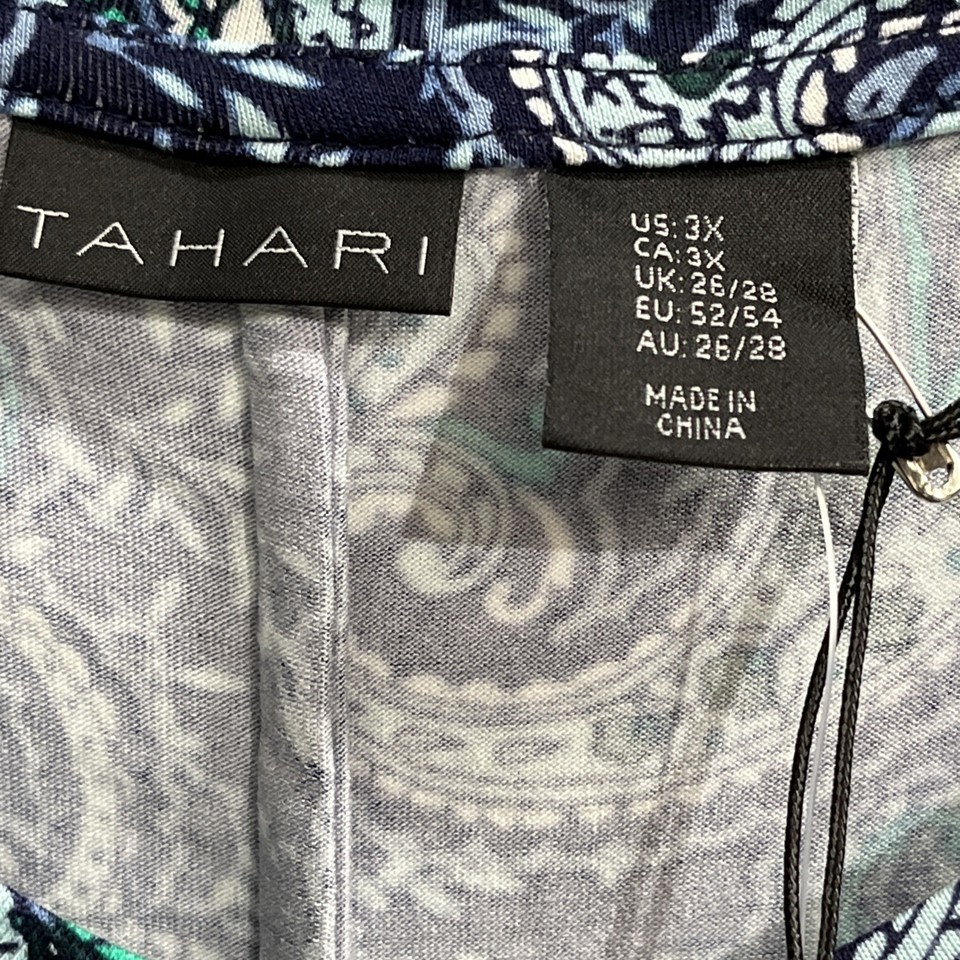 TAHARI
US: 3X
CA: 3X
UK: 26/28
EU: 52/54
AU: 26/28
MADE IN
CHINA